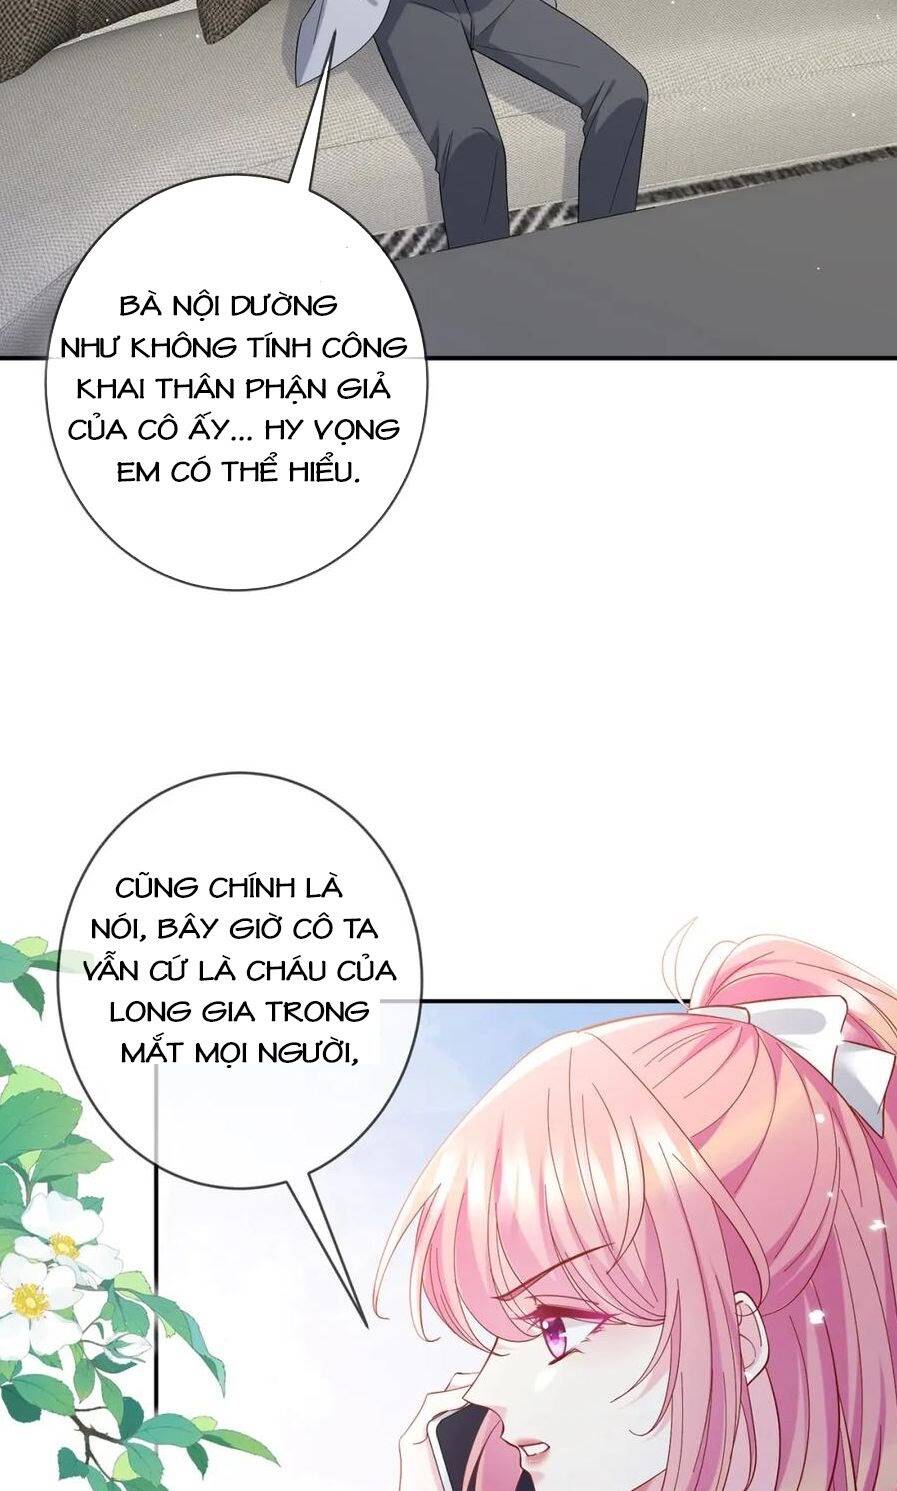 BÀ NỘI DƯỜNG
NHƯ KHÔNG TÍNH CÔNG
KHAI THÂN PHẬN GIẢ
CỦA CÔ ẤY... HY VỌNG
EM CÓ THỂ HIỂU.
CŨNG CHÍNH LÀ
NÓI, BÂY GIỜ CÔ TA
VẪN CỨ LÀ CHÁU CỦA
LONG GIA TRONG
MẮT MỌI NGƯỜI,